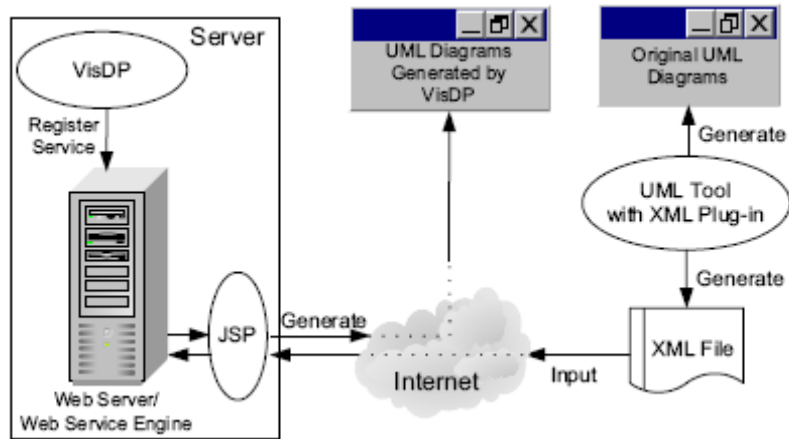 Server
VisDP
Register
Service
Web Server/
Web Service Engine
JSP
Generate
Internet
UML Diagrams
Generated by
VisDP
Original UML
Diagrams
Generate
UML Tool
with XML Plug-in
Generate
XML File
Input